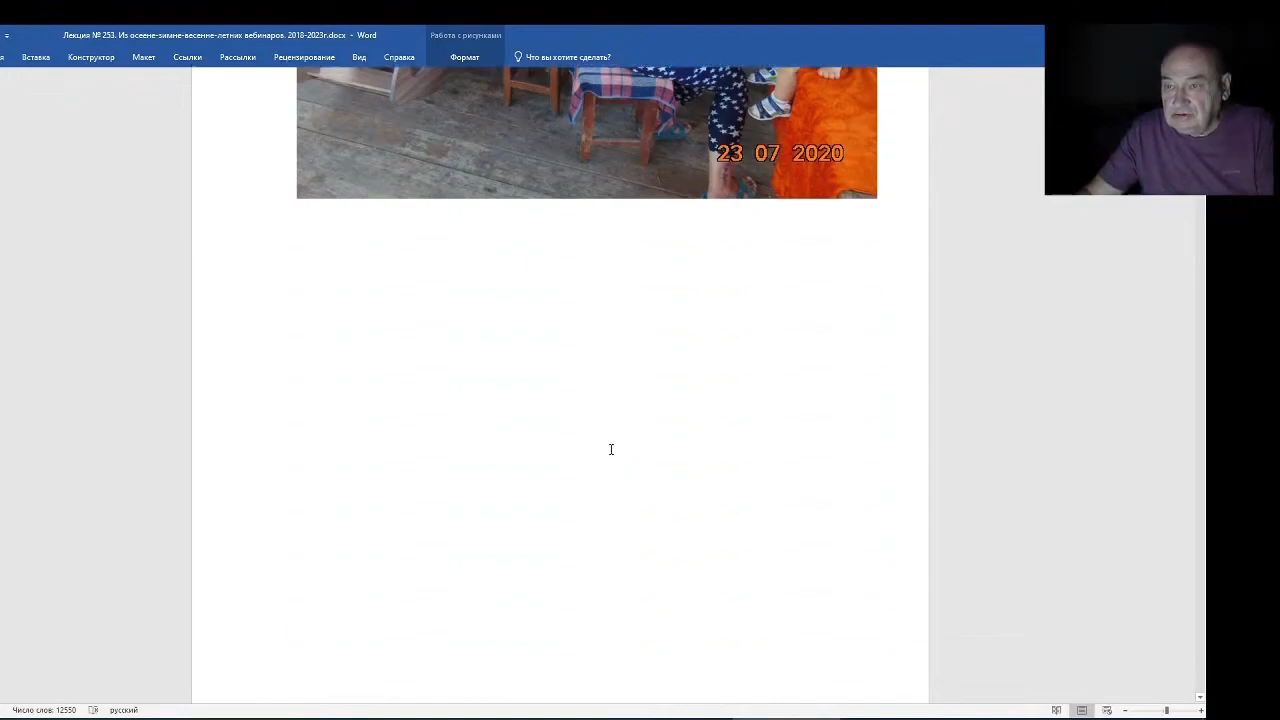 Лекция № 253. Из осеене-зимне-весенне-летних вебинаров. 2018-2023г.docx - Word
Работа с рисунками
я Вставка Конструктор Макет Ссылки Рассылки Рецензирование Вид Справка Формат Что вы хотите сделать?
23 07 2020
Число слов: 12550 русский